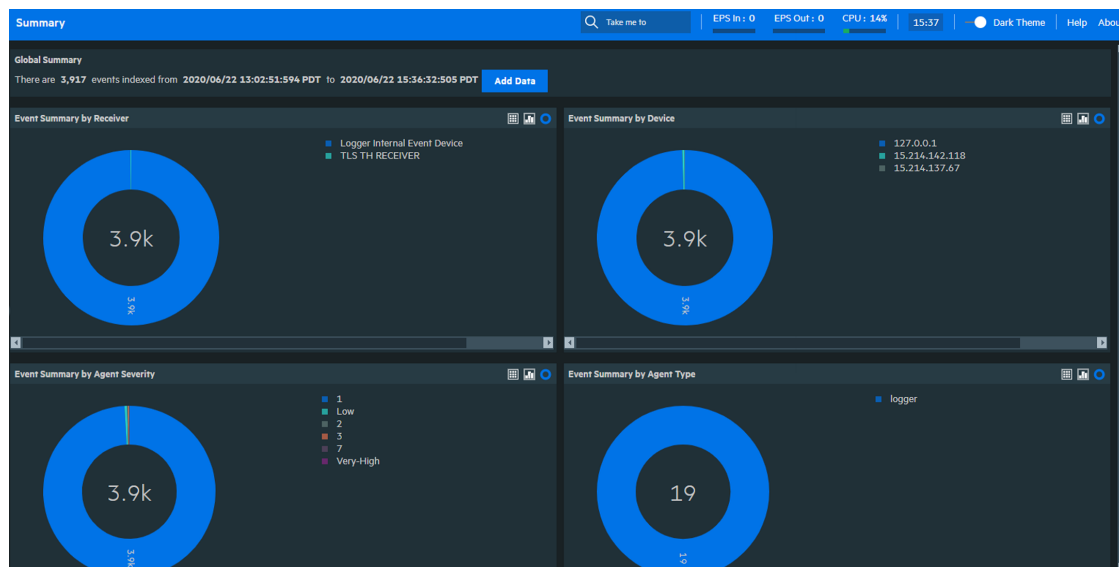 Summary
Take me to
EPS In : 0
EPS Out : 0
CPU : 14%
15:37
Dark Theme
Help
Abou
Global Summary
There are 3,917 events indexed from 2020/06/22 13:02:51:594 PDT to 2020/06/22 15:36:32:505 PDT
Add Data
Event Summary by Receiver
Logger Internal Event Device
TLS TH RECEIVER
3.9k
3.9k
Event Summary by Device
127.0.0.1
15.214.142.118
15.214.137.67
3.9k
3.9k
Event Summary by Agent Severity
1
Low
2
3
7
Very-High
3.9k
3.9k
Event Summary by Agent Type
logger
19
19